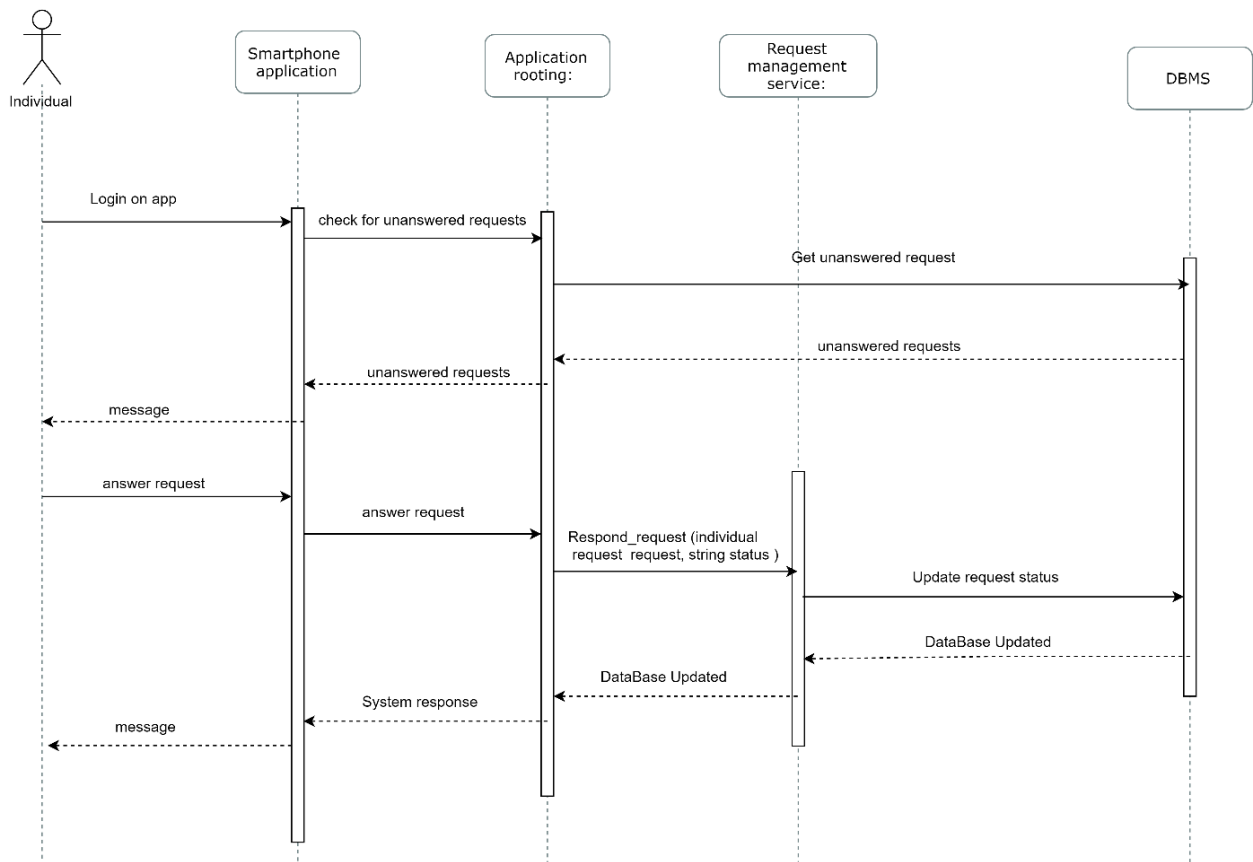 Individual
Smartphone
application
Application
rooting:
Request
management
service:
DBMS
Login on app
check for unanswered requests
Get unanswered request
unanswered requests
unanswered requests
message
answer request
answer request
Respond_request (individual
request request, string status )
Update request status
DataBase Updated
DataBase Updated
System response
message